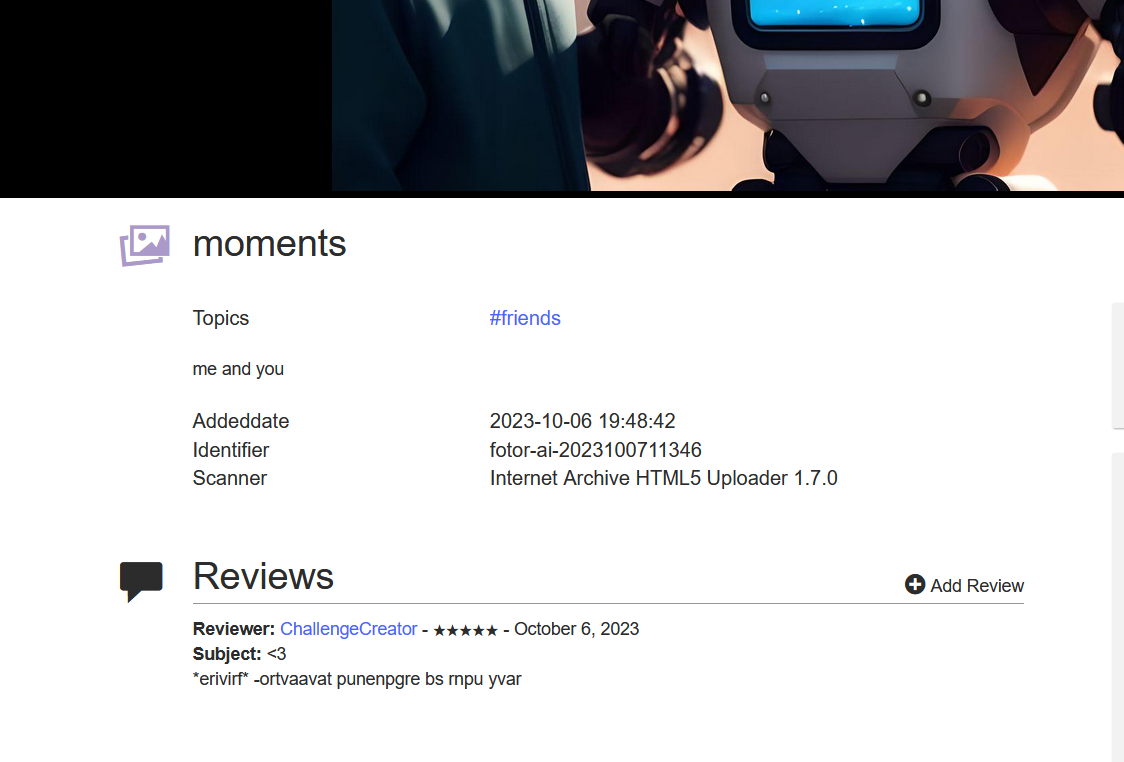 moments
Topics #friends
me and you
Addeddate 2023-10-06 19:48:42
Identifier fotor-ai-2023100711346
Scanner Internet Archive HTML5 Uploader 1.7.0
Reviews
Add Review
Reviewer: ChallengeCreator - ★★★★★ - October 6, 2023
Subject: <3
*erivirf* -ortvaavat punenpgre bs rnpu yvar